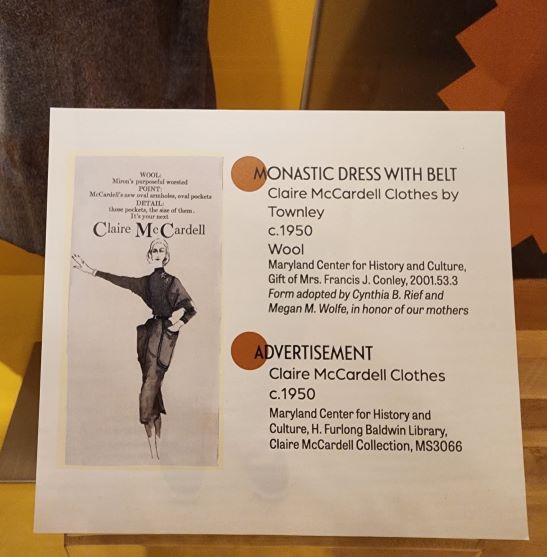 WOOL:
Miron's purposeful worsted
POINT:
McCardell's new oval armholes, oval pockets
DETAIL:
those pockets, the size of them.
It's your next
Claire McCardell
MONASTIC DRESS WITH BELT
Claire McCardell Clothes by
Townley
c.1950
Wool
Maryland Center for History and Culture,
Gift of Mrs. Francis J. Conley, 2001.53.3
Form adopted by Cynthia B. Rief and
Megan M. Wolfe, in honor of our mothers
ADVERTISEMENT
Claire McCardell Clothes
c.1950
Maryland Center for History and
Culture, H. Furlong Baldwin Library,
Claire McCardell Collection, MS3066